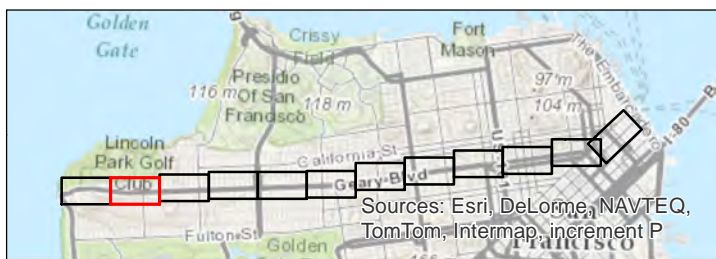 Golden
Gate
Crissy
Field
Fort
Mason
Presidio
Of San
Francisco
116 m
118 m
97 m
104 m
The Embarcadero
I-80
Lincoln
Park Golf
Club
California St
Geary Blvd
Fulton St
Golden
Sources: Esri, DeLorme, NAVTEQ,
TomTom, Intermap, increment P
Francisco